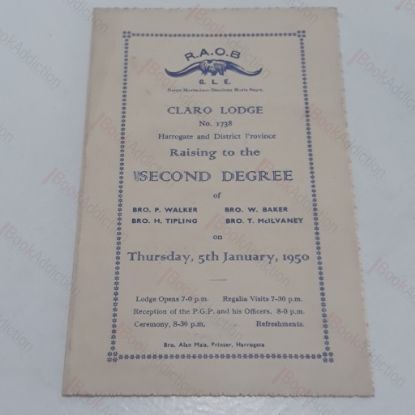 R.A.O.B
G. L. E.
CLARO LODGE
No. 1738
Harrogate and District Province
Raising to the
SECOND DEGREE
of
BRO. P. WALKER BRO. W. BAKER
BRO. H. TIPLING BRO. T. McILVANEY
on
Thursday, 5th January, 1950
Lodge Opens 7-0 p.m. Regalia Visits 7-30 p.m.
Reception of the P.G.P. and his Officers, 8-0 p.m.
Ceremony, 8-30 p.m. Refreshments.
Bro. Alan Mais, Printer, Harrogate